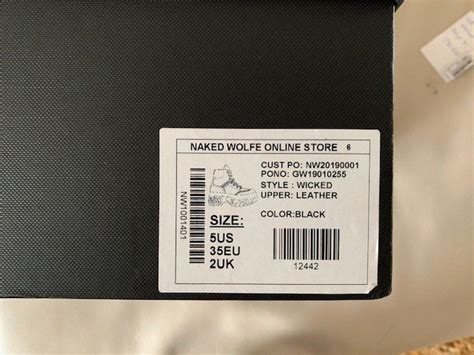 NAKED WOLFE ONLINE STORE 6
CUST PO: NW20190001
PONO: GW19010255
STYLE : WICKED
UPPER: LEATHER
COLOR:BLACK
SIZE:
5US
35EU
2UK
12442
NW1001401